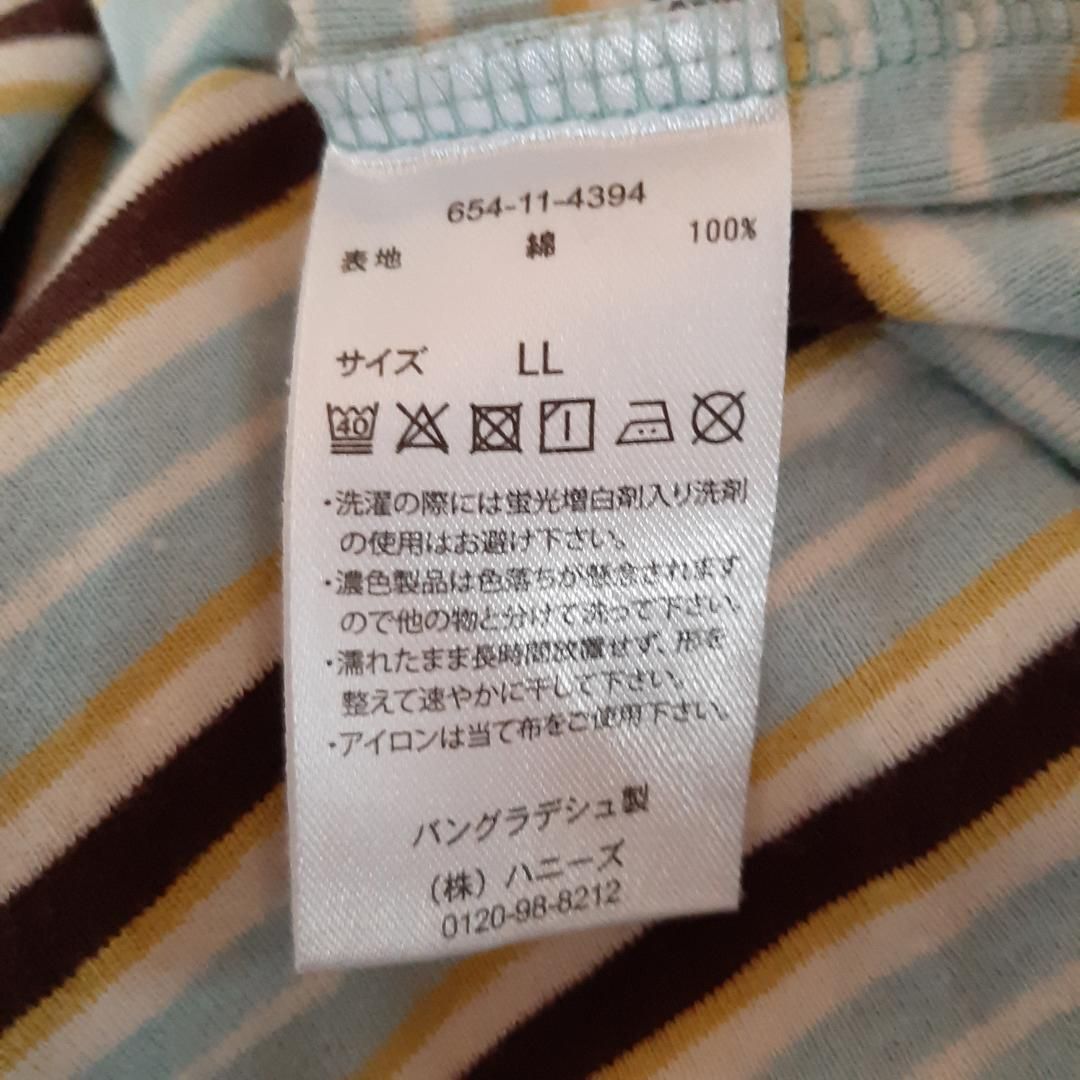 654-11-4394
表地 綿 100%
サイズ LL
40
・洗濯の際には蛍光増白剤入り洗剤
の使用はお避け下さい。
・濃色製品は色落ちが懸念されます
ので他の物と分けて洗って下さい。
・濡れたまま長時間放置せず、形を
整えて速やかに干して下さい。
・アイロンは当て布をご使用下さい。
バングラデシュ製
（株）ハニーズ
0120-98-8212